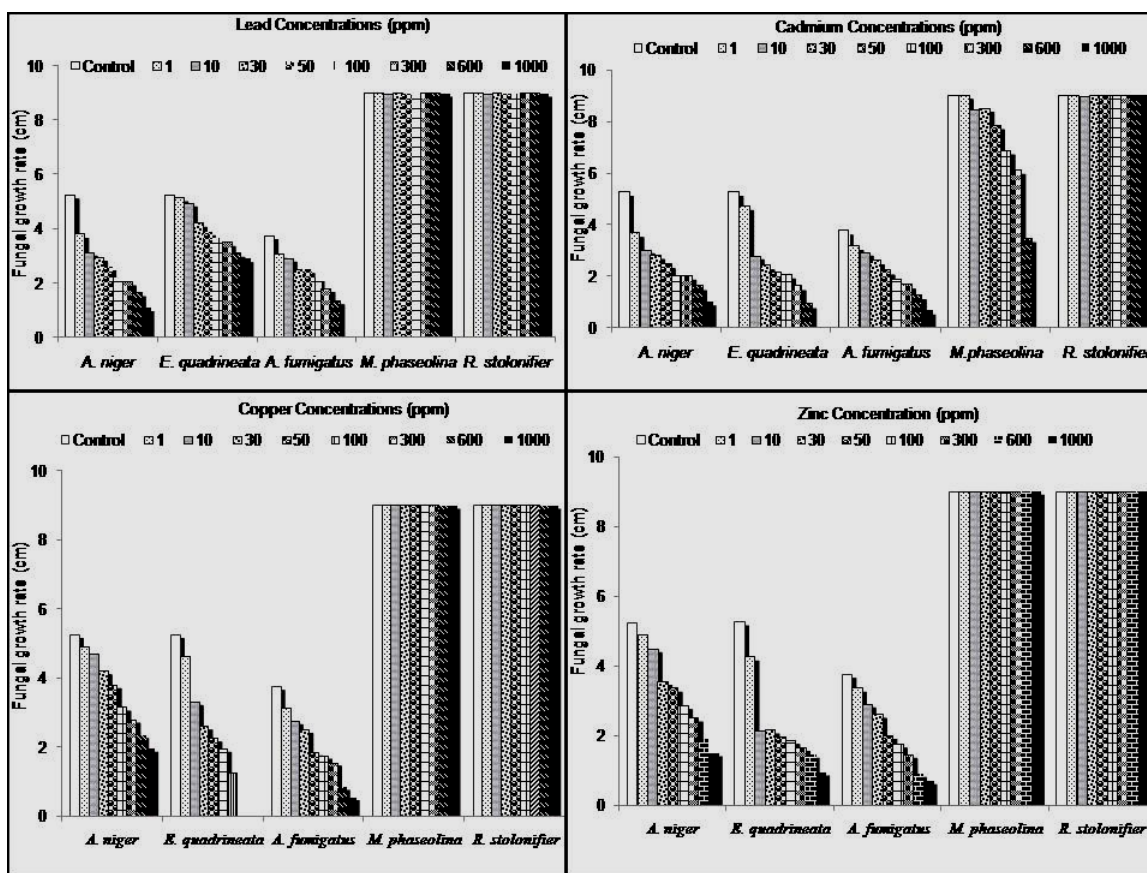 Lead Concentrations (ppm)
Control 1 10 30 50 100 300 600 1000
Fungal growth rate (cm)
10
8
6
4
2
0
A. niger E. quadrineata A. fumigatus M. phaseolina R. stolonifier
Cadmium Concentrations (ppm)
Control 1 10 30 50 100 300 600 1000
Fungal growth rate (cm)
10
8
6
4
2
0
A. niger E. quadrineata A. fumigatus M. phaseolina R. stolonifier
Copper Concentrations (ppm)
Control 1 10 30 50 100 300 600 1000
Fungal growth rate (cm)
10
8
6
4
2
0
A. niger E. quadrineata A. fumigatus M. phaseolina R. stolonifier
Zinc Concentration (ppm)
Control 1 10 30 50 100 300 600 1000
Fungal growth rate (cm)
10
8
6
4
2
0
A. niger E. quadrineata A. fumigatus M. phaseolina R. stolonifier